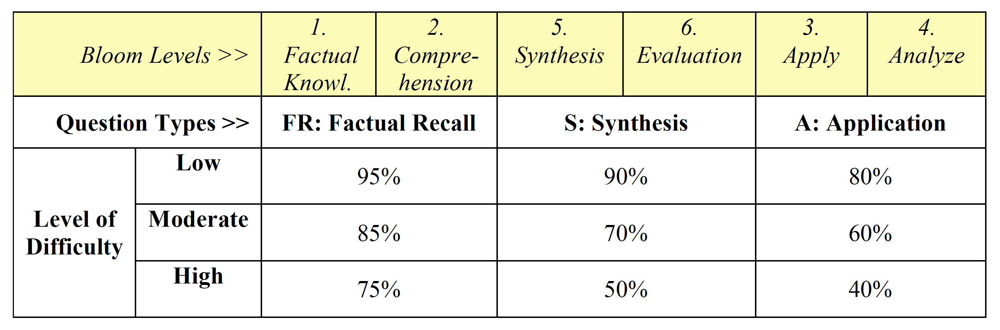 Bloom Levels >>
1.
Factual
Knowl.
2.
Compre-
hension
5.
Synthesis
6.
Evaluation
3.
Apply
4.
Analyze
Question Types >>
FR: Factual Recall
S: Synthesis
A: Application
Level of
Difficulty
Low
95%
90%
80%
Moderate
85%
70%
60%
High
75%
50%
40%